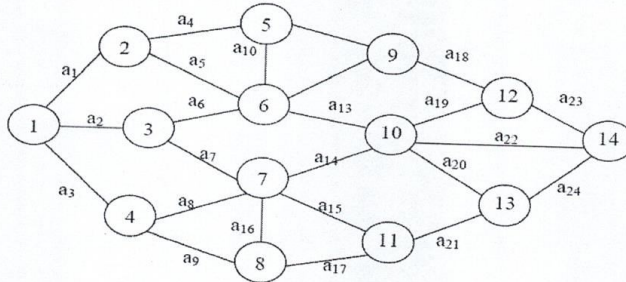 5
a₄
2
a₁₀
9
a₅
a₁₈
a₁
12
a₂₃
a₆
6
a₁₃
a₁₉
1
a₂
3
10
a₂₂
14
a₇
a₁₄
a₂₀
a₃
7
a₈
a₂₄
4
a₁₅
13
a₁₆
11
a₂₁
a₉
8
a₁₇